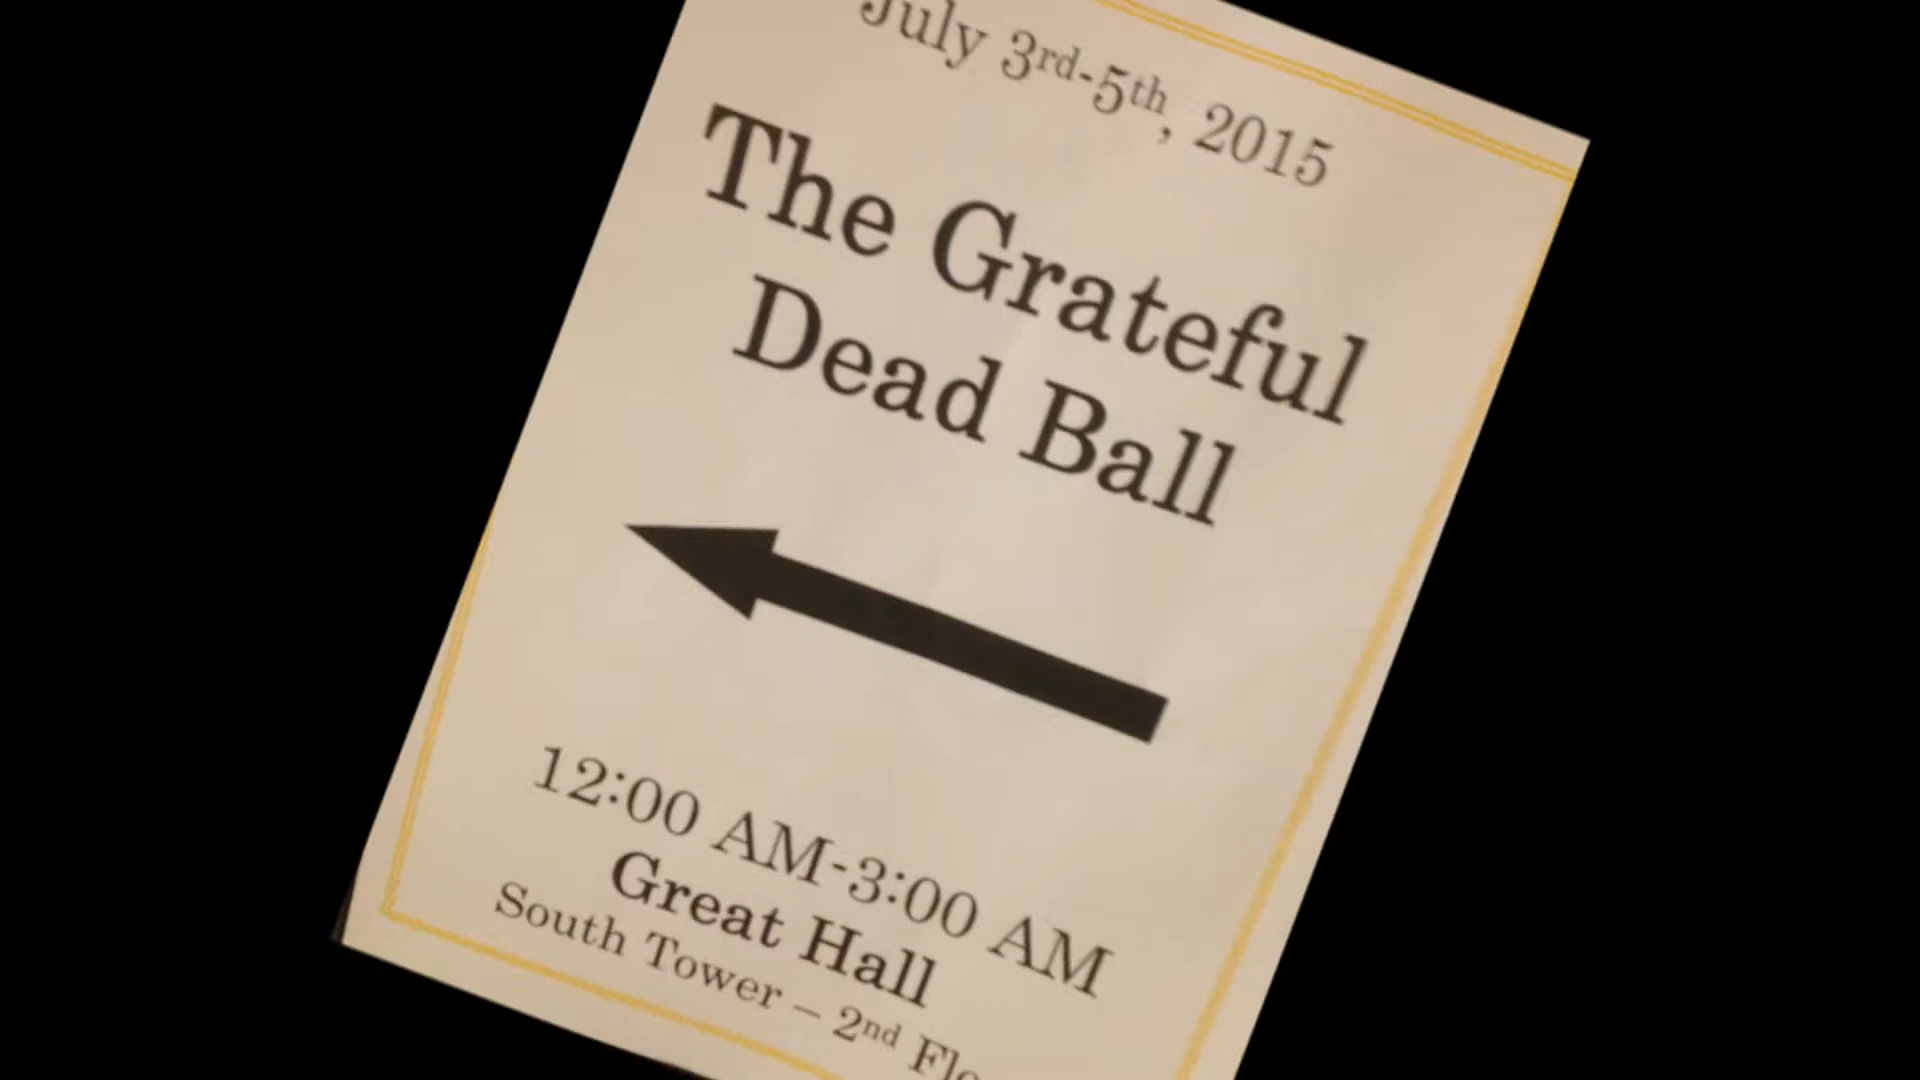 July 3rd-5th, 2015
The Grateful
Dead Ball
12:00 AM-3:00 AM
Great Hall
South Tower – 2nd